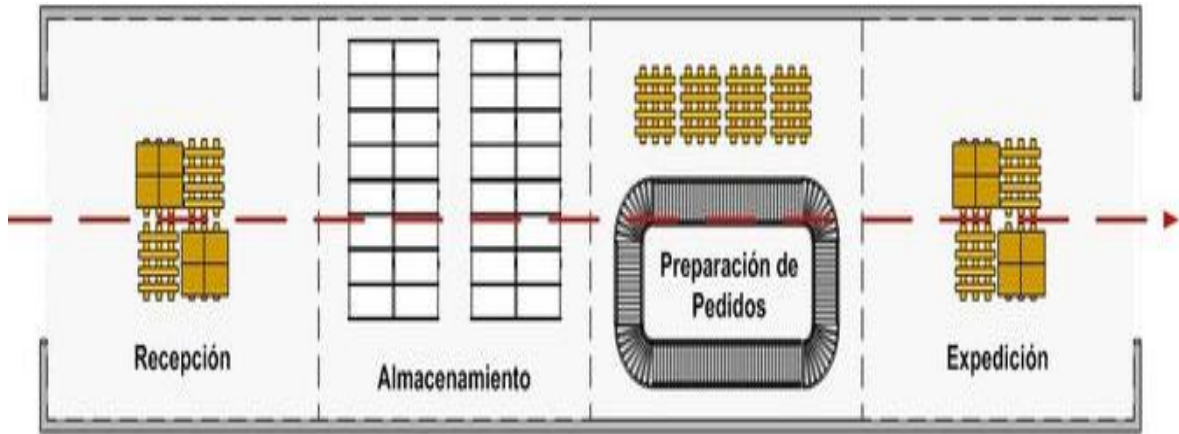 Recepción
Almacenamiento
Preparación de
Pedidos
Expedición